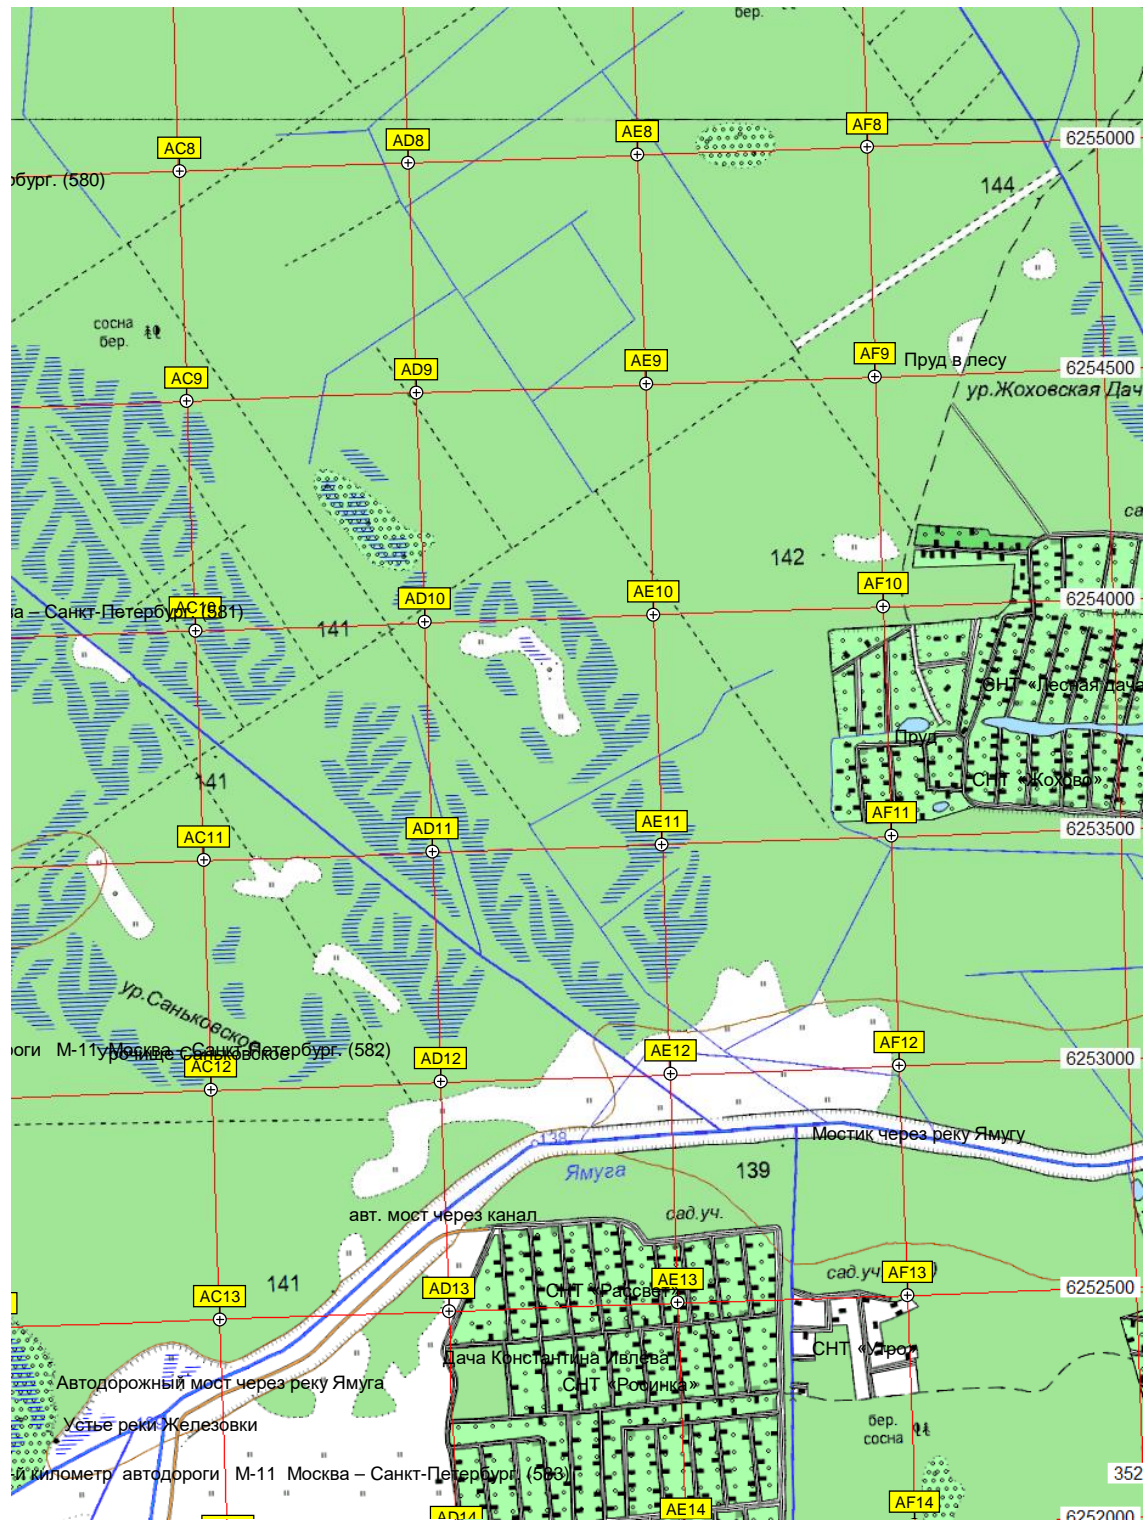 бер.
AC8
AD8
AE8
AF8
6255000
бург. (580)
144
сосна
бер.
AC9
AD9
AE9
AF9
Пруд в лесу
6254500
ур.Жоховская Дач
са
142
AC10
AD10
AE10
AF10
6254000
а – Санкт-Петербург. (581)
141
СНТ «Лесная дача
Пруд
СНТ «Жохово»
141
AC11
AD11
AE11
AF11
6253500
ур.Саньковское
роги М-11 Москва – Санкт-Петербург. (582)
урочище Саньковское
AC12
AD12
AE12
AF12
6253000
138
Мостик через реку Ямугу
Ямуга
139
авт. мост через канал
сад.уч.
141
AC13
AD13
AE13
сад.уч.
AF13
6252500
СНТ «Рассвет»
СНТ «Утро»
Дача Константина Ивлева
СНТ «Росинка»
Автодорожный мост через реку Ямуга
Устье реки Железовки
бер.
сосна
-й километр автодороги М-11 Москва – Санкт-Петербург. (583)
352
AD14
AE14
AF14
6252000